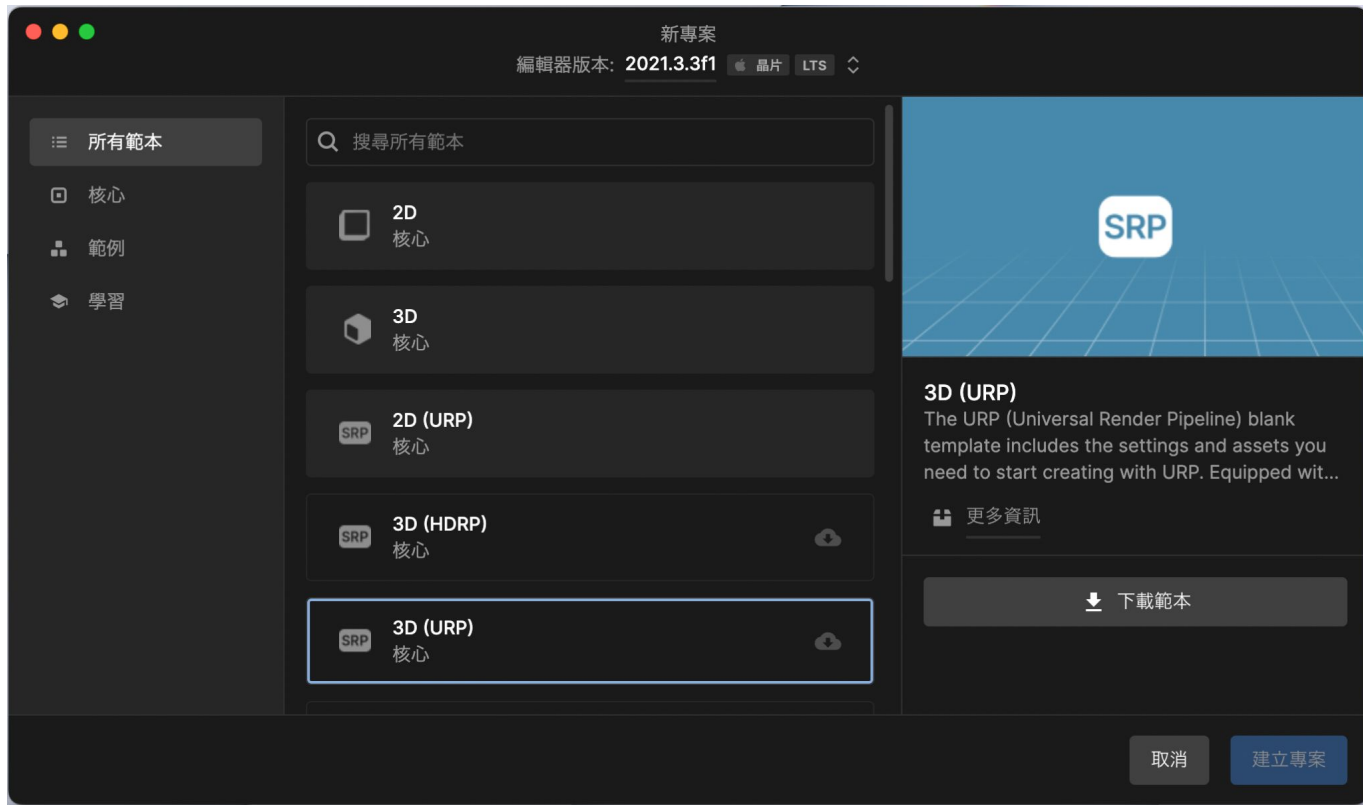 新專案
編輯器版本: 2021.3.3f1 晶片 LTS
所有範本
核心
範例
學習
搜尋所有範本
2D
核心
3D
核心
SRP
2D (URP)
核心
SRP
3D (HDRP)
核心
SRP
3D (URP)
核心
SRP
3D (URP)
The URP (Universal Render Pipeline) blank
template includes the settings and assets you
need to start creating with URP. Equipped wit...
更多資訊
下載範本
取消
建立專案